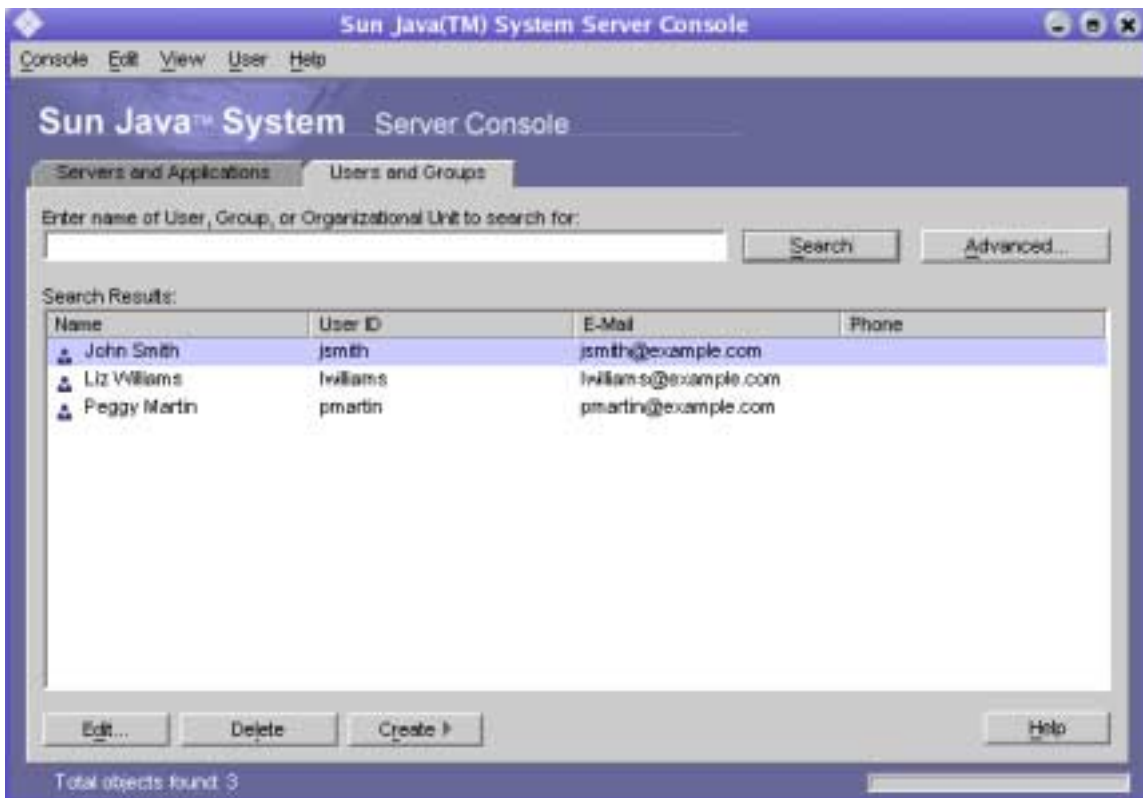 Sun Java(TM) System Server Console
Console Edit View User Help
Sun Java™ System Server Console
Servers and Applications Users and Groups
Enter name of User, Group, or Organizational Unit to search for:
Search Advanced...
Search Results:
Name User ID E-Mail Phone
John Smith jsmith jsmith@example.com
Liz Williams lwilliams lwilliams@example.com
Peggy Martin pmartin pmartin@example.com
Edit... Delete Create Help
Total objects found: 3